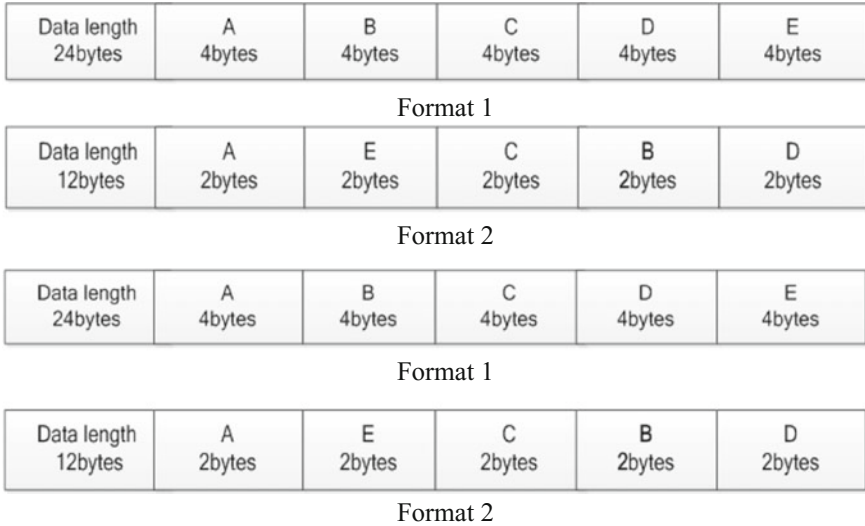 Data length A B C D E
24bytes 4bytes 4bytes 4bytes 4bytes 4bytes
Format 1
Data length A E C B D
12bytes 2bytes 2bytes 2bytes 2bytes 2bytes
Format 2
Data length A B C D E
24bytes 4bytes 4bytes 4bytes 4bytes 4bytes
Format 1
Data length A E C B D
12bytes 2bytes 2bytes 2bytes 2bytes 2bytes
Format 2